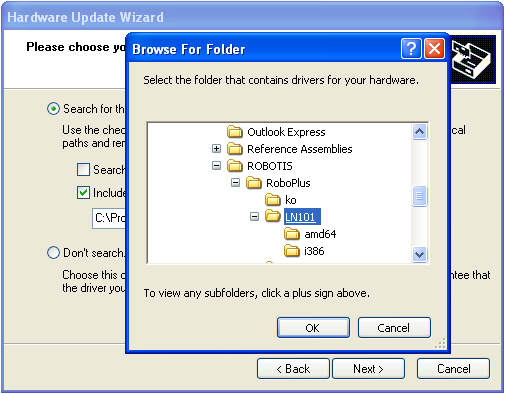 Hardware Update Wizard
Please choose yo
Search for th
Use the chec
cal
paths and rem
Search
Include
C:\Pro
Don't search.
Choose this o
ntee that
the driver you
Browse For Folder
Select the folder that contains drivers for your hardware.
Outlook Express
Reference Assemblies
ROBOTIS
RoboPlus
ko
LN101
amd64
i386
To view any subfolders, click a plus sign above.
OK
Cancel
< Back
Next >
Cancel